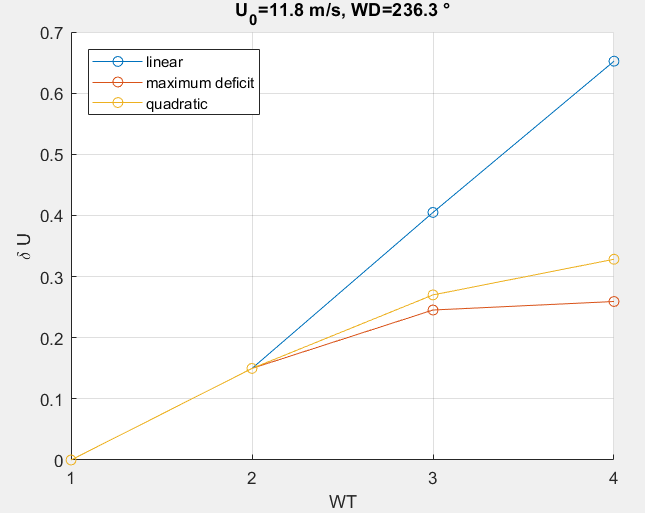 U₀=11.8 m/s, WD=236.3 °
linear
maximum deficit
quadratic
0.7
0.6
0.5
0.4
0.3
0.2
0.1
0
δ U
1 2 3 4
WT